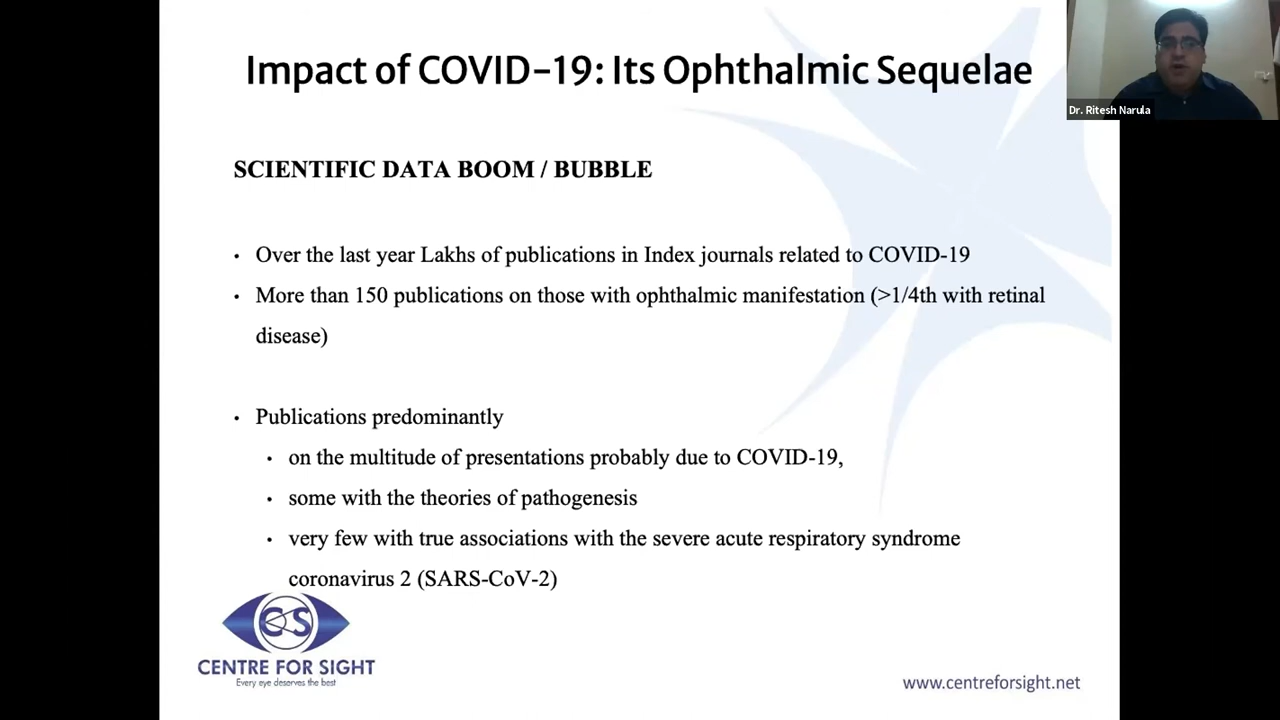 Impact of COVID-19: Its Ophthalmic Sequelae
Dr. Ritesh Narula
SCIENTIFIC DATA BOOM / BUBBLE
• Over the last year Lakhs of publications in Index journals related to COVID-19
• More than 150 publications on those with ophthalmic manifestation (>1/4th with retinal
disease)
• Publications predominantly
• on the multitude of presentations probably due to COVID-19,
• some with the theories of pathogenesis
• very few with true associations with the severe acute respiratory syndrome
coronavirus 2 (SARS-CoV-2)
CFS
CENTRE FOR SIGHT
Every eye deserves the best
www.centreforsight.net